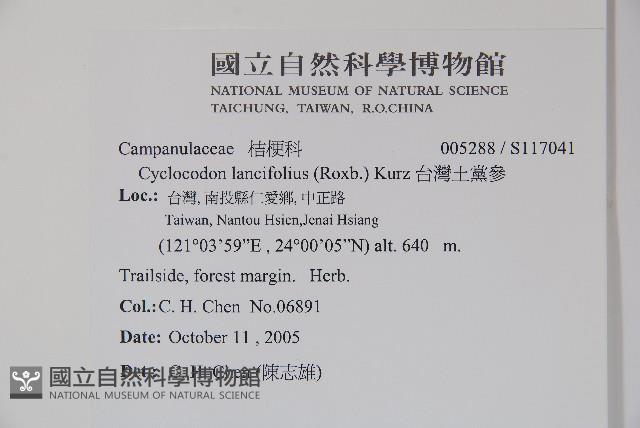 國立自然科學博物館
NATIONAL MUSEUM OF NATURAL SCIENCE
TAICHUNG, TAIWAN, R.O.CHINA
Campanulaceae 桔梗科 005288 / S117041
Cyclocodon lancifolius (Roxb.) Kurz 台灣土黨參
Loc.: 台灣, 南投縣仁愛鄉, 中正路
Taiwan, Nantou Hsien,Jenai Hsiang
(121°03'59"E , 24°00'05"N) alt. 640 m.
Trailside, forest margin. Herb.
Col.: C. H. Chen No.06891
Date: October 11 , 2005
Det.: C. H. Chen (陳志雄)
國立自然科學博物館
NATIONAL MUSEUM OF NATURAL SCIENCE